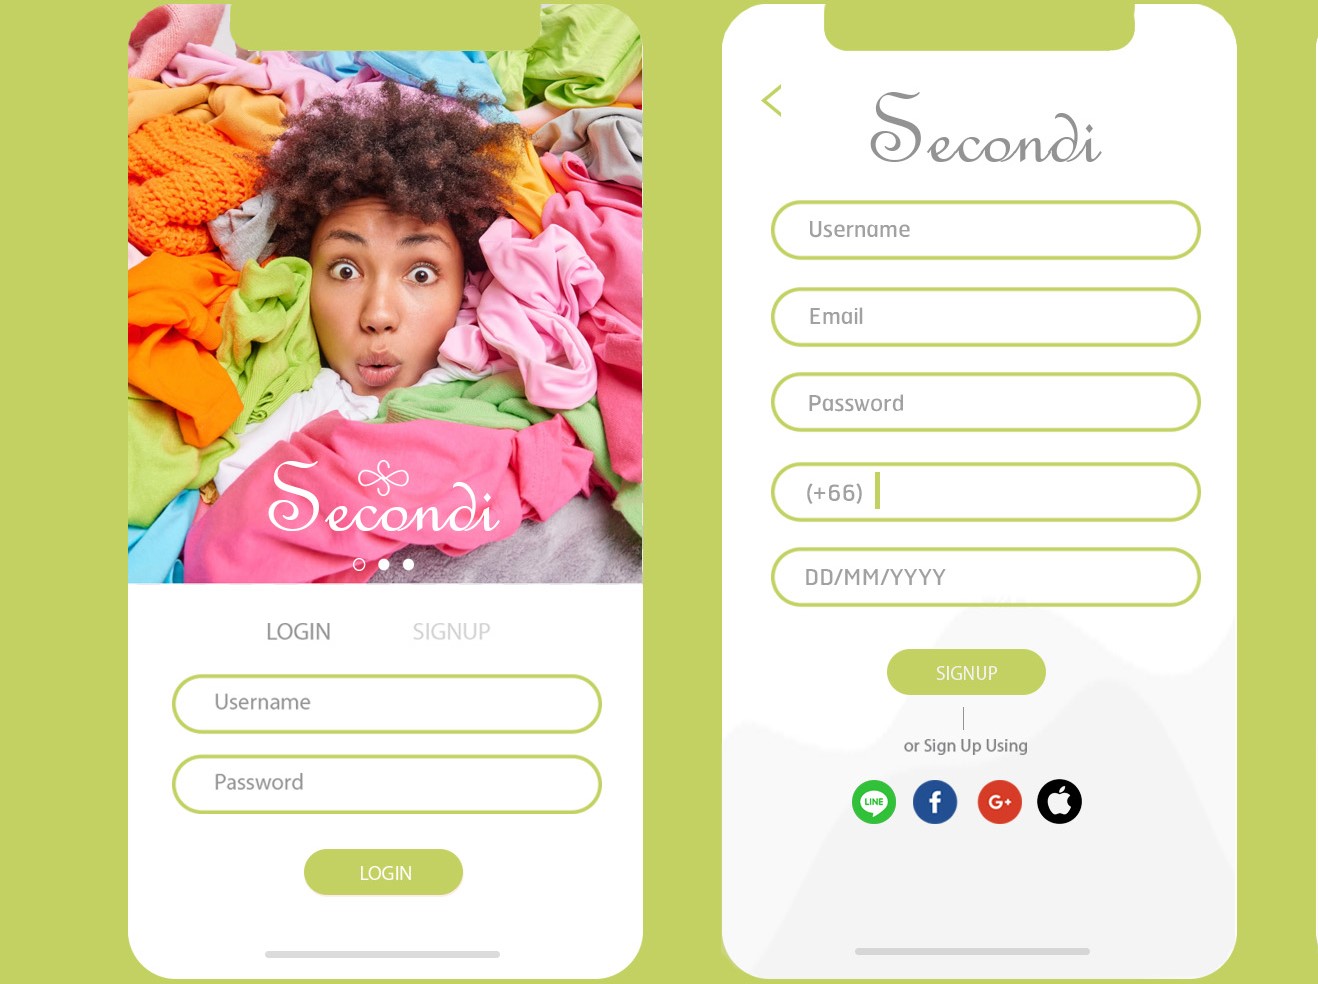 Secondi
LOGIN SIGNUP
Username
Password
LOGIN
Secondi
Username
Email
Password
(+66)
DD/MM/YYYY
SIGNUP
or Sign Up Using
LINE f G+